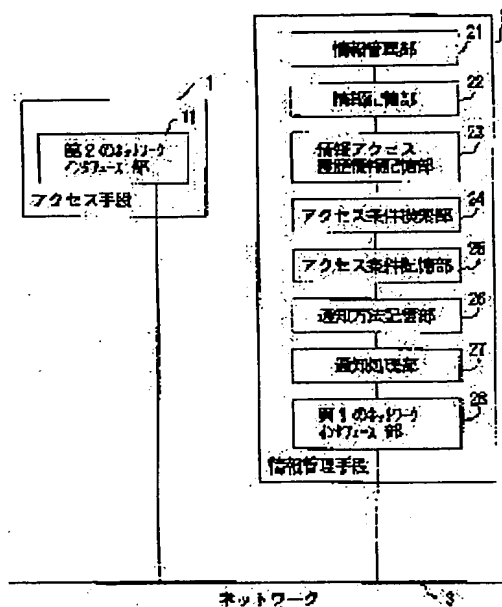 1
11
第2のネットワーク
インタフェース部
アクセス手段
21
情報管理部
22
情報記憶部
23
情報アクセス
履歴情報記憶部
24
アクセス条件検索部
25
アクセス条件記憶部
26
通知方法記憶部
27
通知処理部
28
第1のネットワーク
インタフェース部
情報管理手段
ネットワーク
3